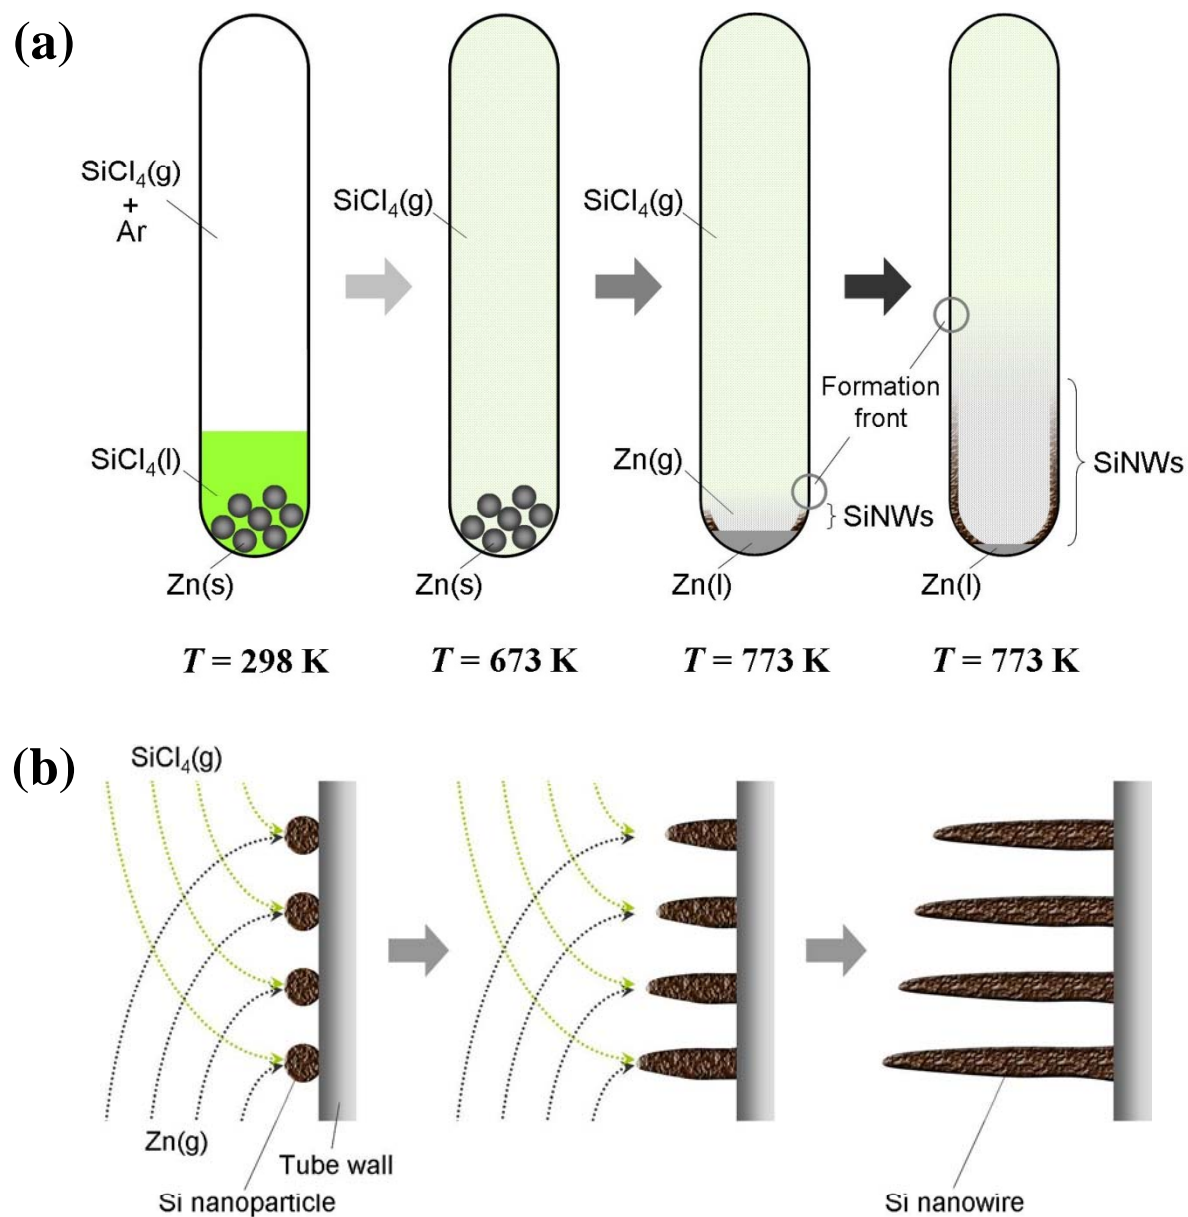 (a)
SiCl₄(g)
+
Ar
SiCl₄(g)
SiCl₄(g)
Formation
front
SiCl₄(l)
Zn(g)
SiNWs
SiNWs
Zn(s)
Zn(s)
Zn(l)
Zn(l)
T = 298 K
T = 673 K
T = 773 K
T = 773 K
(b)
SiCl₄(g)
Zn(g)
Tube wall
Si nanoparticle
Si nanowire